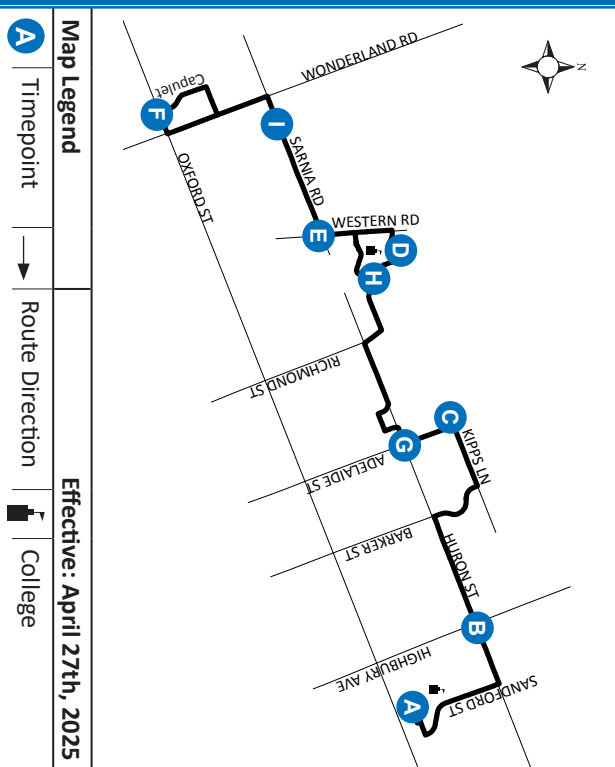 N
WONDERLAND RD
Capulet
F
I
SARNIA RD
OXFORD ST
WESTERN RD
E
D
H
RICHMOND ST
C
KIPPS LN
G
ADELAIDE ST
BARKER ST
HURON ST
B
HIGHBURY AVE
SANDFORD ST
A
Map Legend
Effective: April 27th, 2025
A Timepoint
Route Direction
College